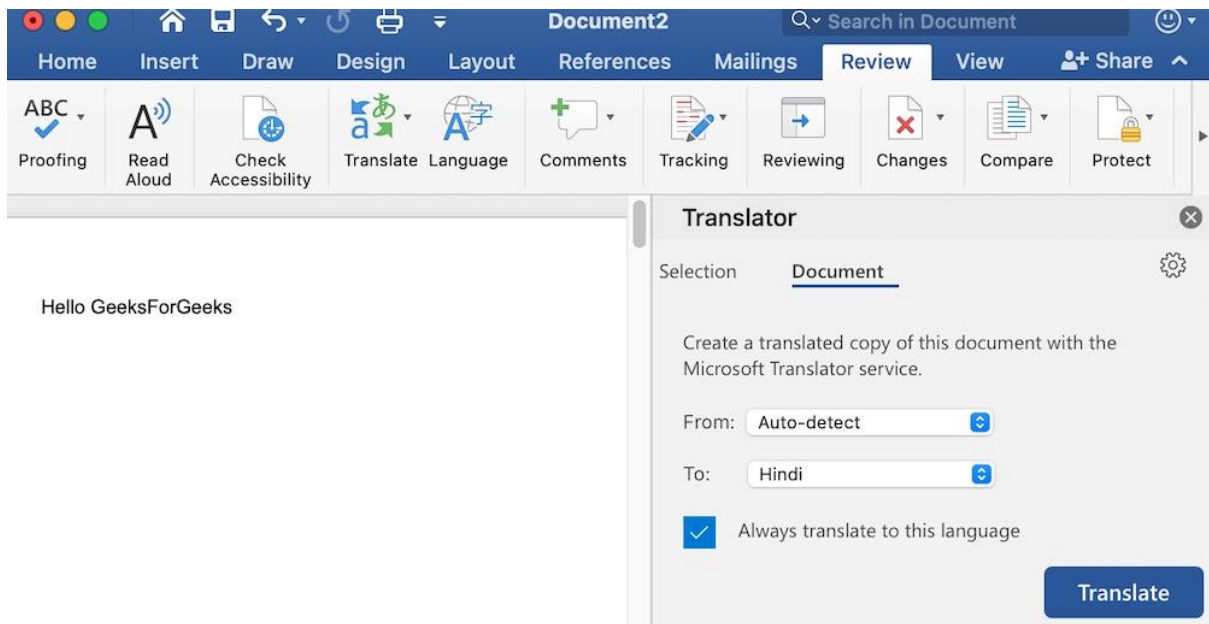 Document2
Search in Document
Home Insert Draw Design Layout References Mailings Review View Share
ABC
Proofing
Read Aloud
Check Accessibility
Translate
Language
Comments
Tracking
Reviewing
Changes
Compare
Protect
Translator
Selection Document
Hello GeeksForGeeks
Create a translated copy of this document with the
Microsoft Translator service.
From: Auto-detect
To: Hindi
Always translate to this language
Translate